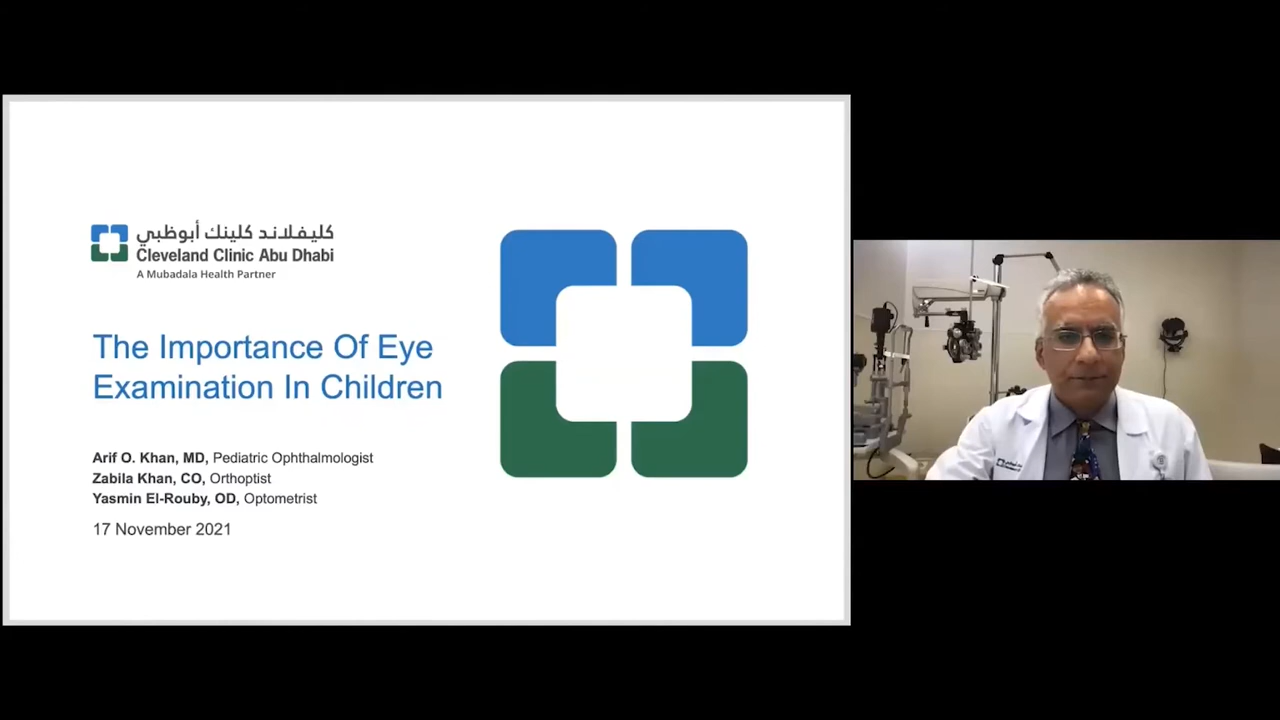 كليفلاند كلينك أبوظبي
Cleveland Clinic Abu Dhabi
A Mubadala Health Partner
The Importance Of Eye
Examination In Children
Arif O. Khan, MD, Pediatric Ophthalmologist
Zabila Khan, CO, Orthoptist
Yasmin El-Rouby, OD, Optometrist
17 November 2021